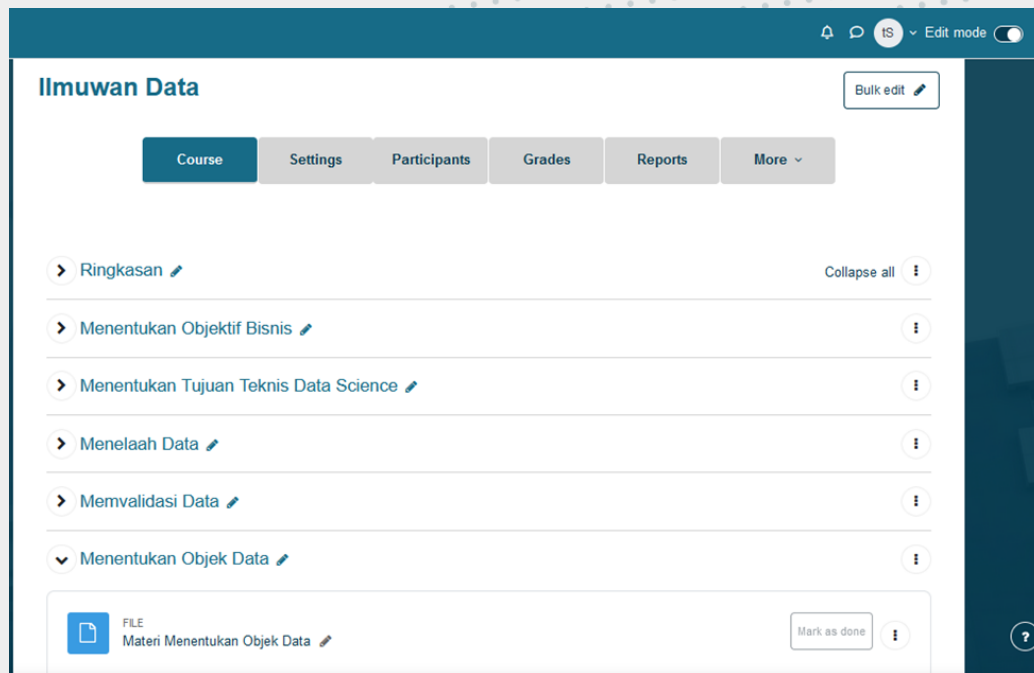 tS Edit mode
Ilmuwan Data
Bulk edit
Course Settings Participants Grades Reports More
Ringkasan
Collapse all
Menentukan Objektif Bisnis
Menentukan Tujuan Teknis Data Science
Menelaah Data
Memvalidasi Data
Menentukan Objek Data
FILE
Materi Menentukan Objek Data
Mark as done
?